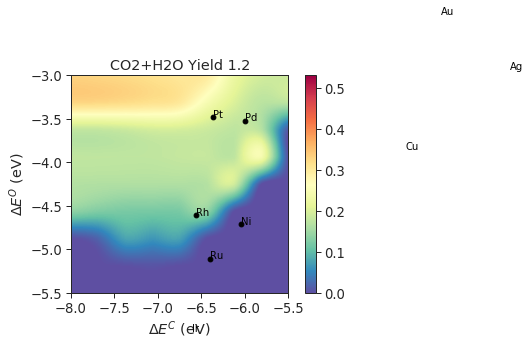 Au
CO2+H2O Yield 1.2
Ag
−3.0
−3.5
−4.0
−4.5
−5.0
−5.5
ΔE^O (eV)
Pt
Pd
Cu
Rh
Ni
Ru
0.5
0.4
0.3
0.2
0.1
0.0
−8.0 −7.5 −7.0 −6.5 −6.0 −5.5
ΔE^C (eV)